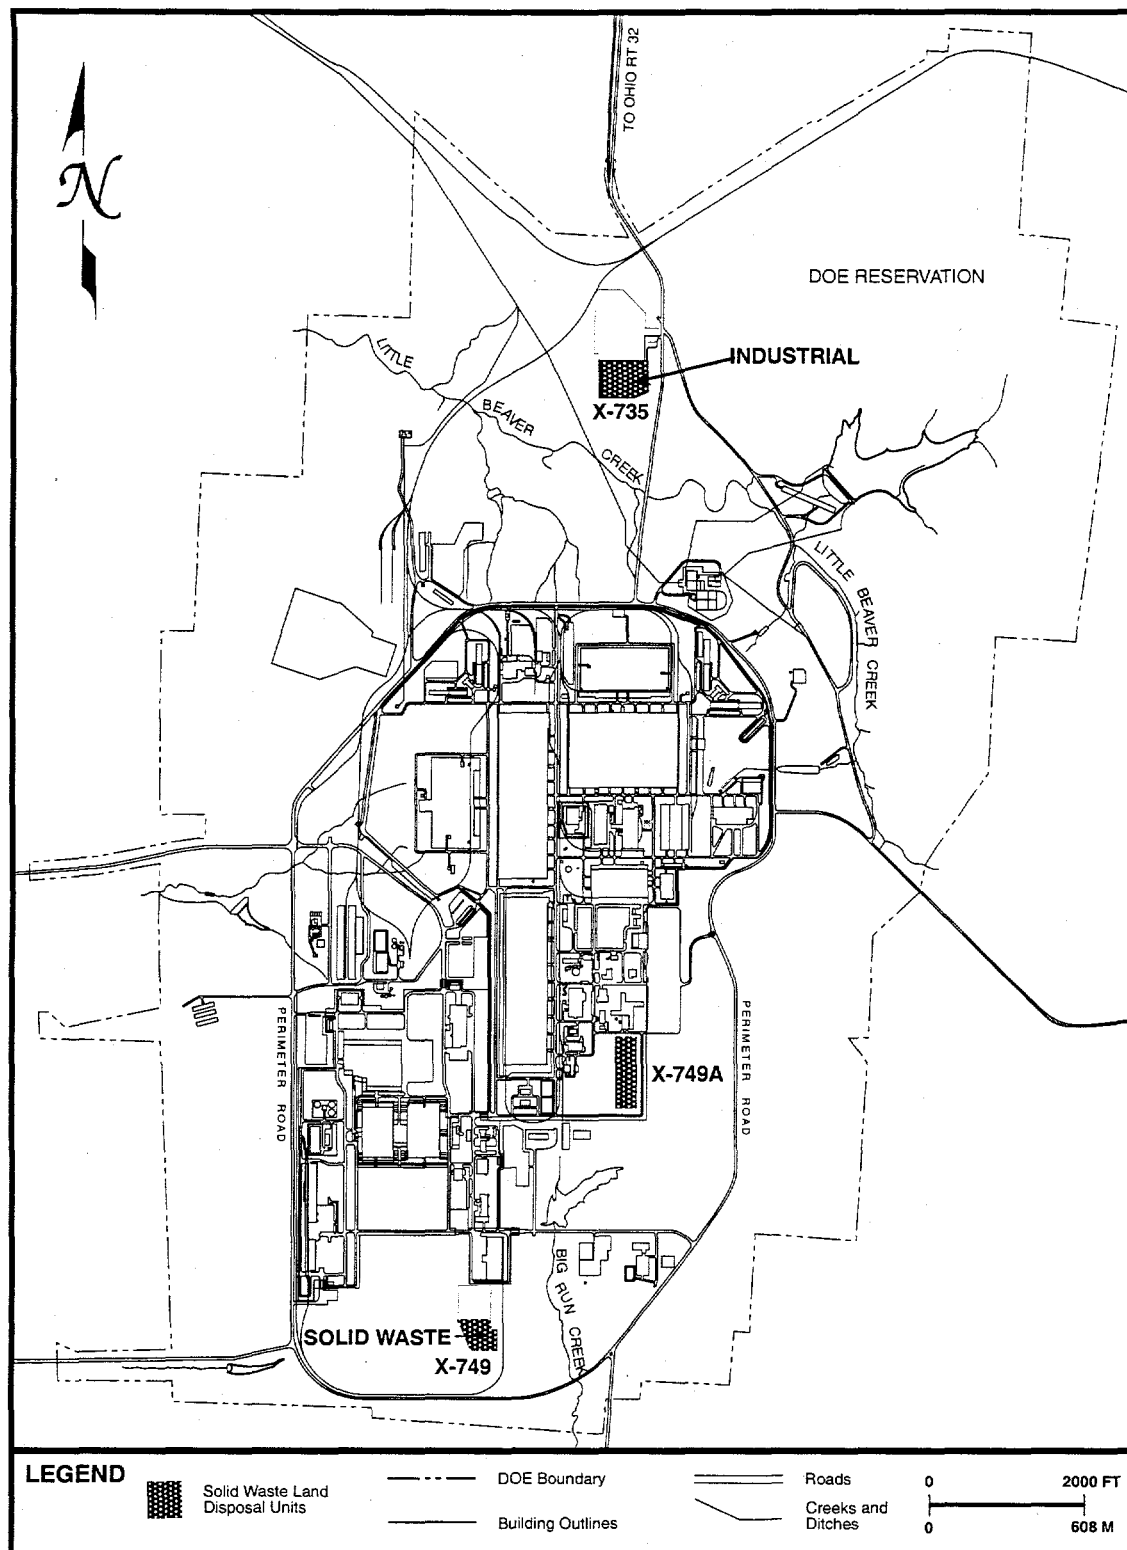 TO OHIO RT 32
N
DOE RESERVATION
LITTLE
INDUSTRIAL
X-735
BEAVER
CREEK
LITTLE BEAVER CREEK
PERIMETER ROAD
PERIMETER ROAD
X-749A
BIG RUN CREEK
SOLID WASTE
X-749
LEGEND
Solid Waste Land
Disposal Units
DOE Boundary
Building Outlines
Roads
Creeks and
Ditches
0 2000 FT
0 608 M